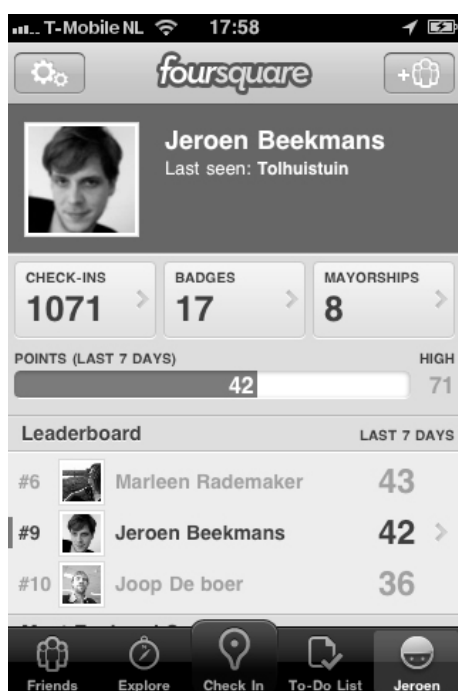 T-Mobile NL 17:58
foursquare
+
Jeroen Beekmans
Last seen: Tolhuistuin
CHECK-INS BADGES MAYORSHIPS
1071 17 8
POINTS (LAST 7 DAYS) HIGH
42 71
Leaderboard LAST 7 DAYS
#6 Marleen Rademaker 43
#9 Jeroen Beekmans 42
#10 Joop De boer 36
Friends Explore Check In To-Do List Jeroen